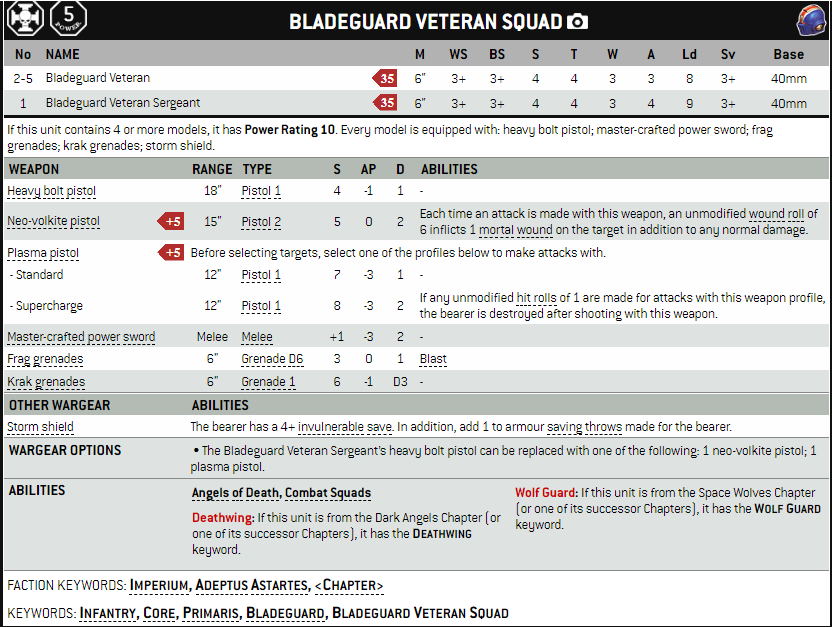 5
POWER
BLADEGUARD VETERAN SQUAD
No NAME M WS BS S T W A Ld Sv Base
2-5 Bladeguard Veteran 35 6" 3+ 3+ 4 4 3 3 8 3+ 40mm
1 Bladeguard Veteran Sergeant 35 6" 3+ 3+ 4 4 3 4 9 3+ 40mm
If this unit contains 4 or more models, it has Power Rating 10. Every model is equipped with: heavy bolt pistol; master-crafted power sword; frag
grenades; krak grenades; storm shield.
WEAPON RANGE TYPE S AP D ABILITIES
Heavy bolt pistol 18" Pistol 1 4 -1 1 -
Neo-volkite pistol +5 15" Pistol 2 5 0 2 Each time an attack is made with this weapon, an unmodified wound roll of
6 inflicts 1 mortal wound on the target in addition to any normal damage.
Plasma pistol +5 Before selecting targets, select one of the profiles below to make attacks with.
- Standard 12" Pistol 1 7 -3 1 -
- Supercharge 12" Pistol 1 8 -3 2 If any unmodified hit rolls of 1 are made for attacks with this weapon profile,
the bearer is destroyed after shooting with this weapon.
Master-crafted power sword Melee Melee +1 -3 2 -
Frag grenades 6" Grenade D6 3 0 1 Blast
Krak grenades 6" Grenade 1 6 -1 D3 -
OTHER WARGEAR ABILITIES
Storm shield The bearer has a 4+ invulnerable save. In addition, add 1 to armour saving throws made for the bearer.
WARGEAR OPTIONS • The Bladeguard Veteran Sergeant's heavy bolt pistol can be replaced with one of the following: 1 neo-volkite pistol; 1
plasma pistol.
ABILITIES
Angels of Death, Combat Squads
Deathwing: If this unit is from the Dark Angels Chapter (or
one of its successor Chapters), it has the DEATHWING
keyword.
Wolf Guard: If this unit is from the Space Wolves Chapter
(or one of its successor Chapters), it has the WOLF GUARD
keyword.
FACTION KEYWORDS: IMPERIUM, ADEPTUS ASTARTES, <CHAPTER>
KEYWORDS: INFANTRY, CORE, PRIMARIS, BLADEGUARD, BLADEGUARD VETERAN SQUAD